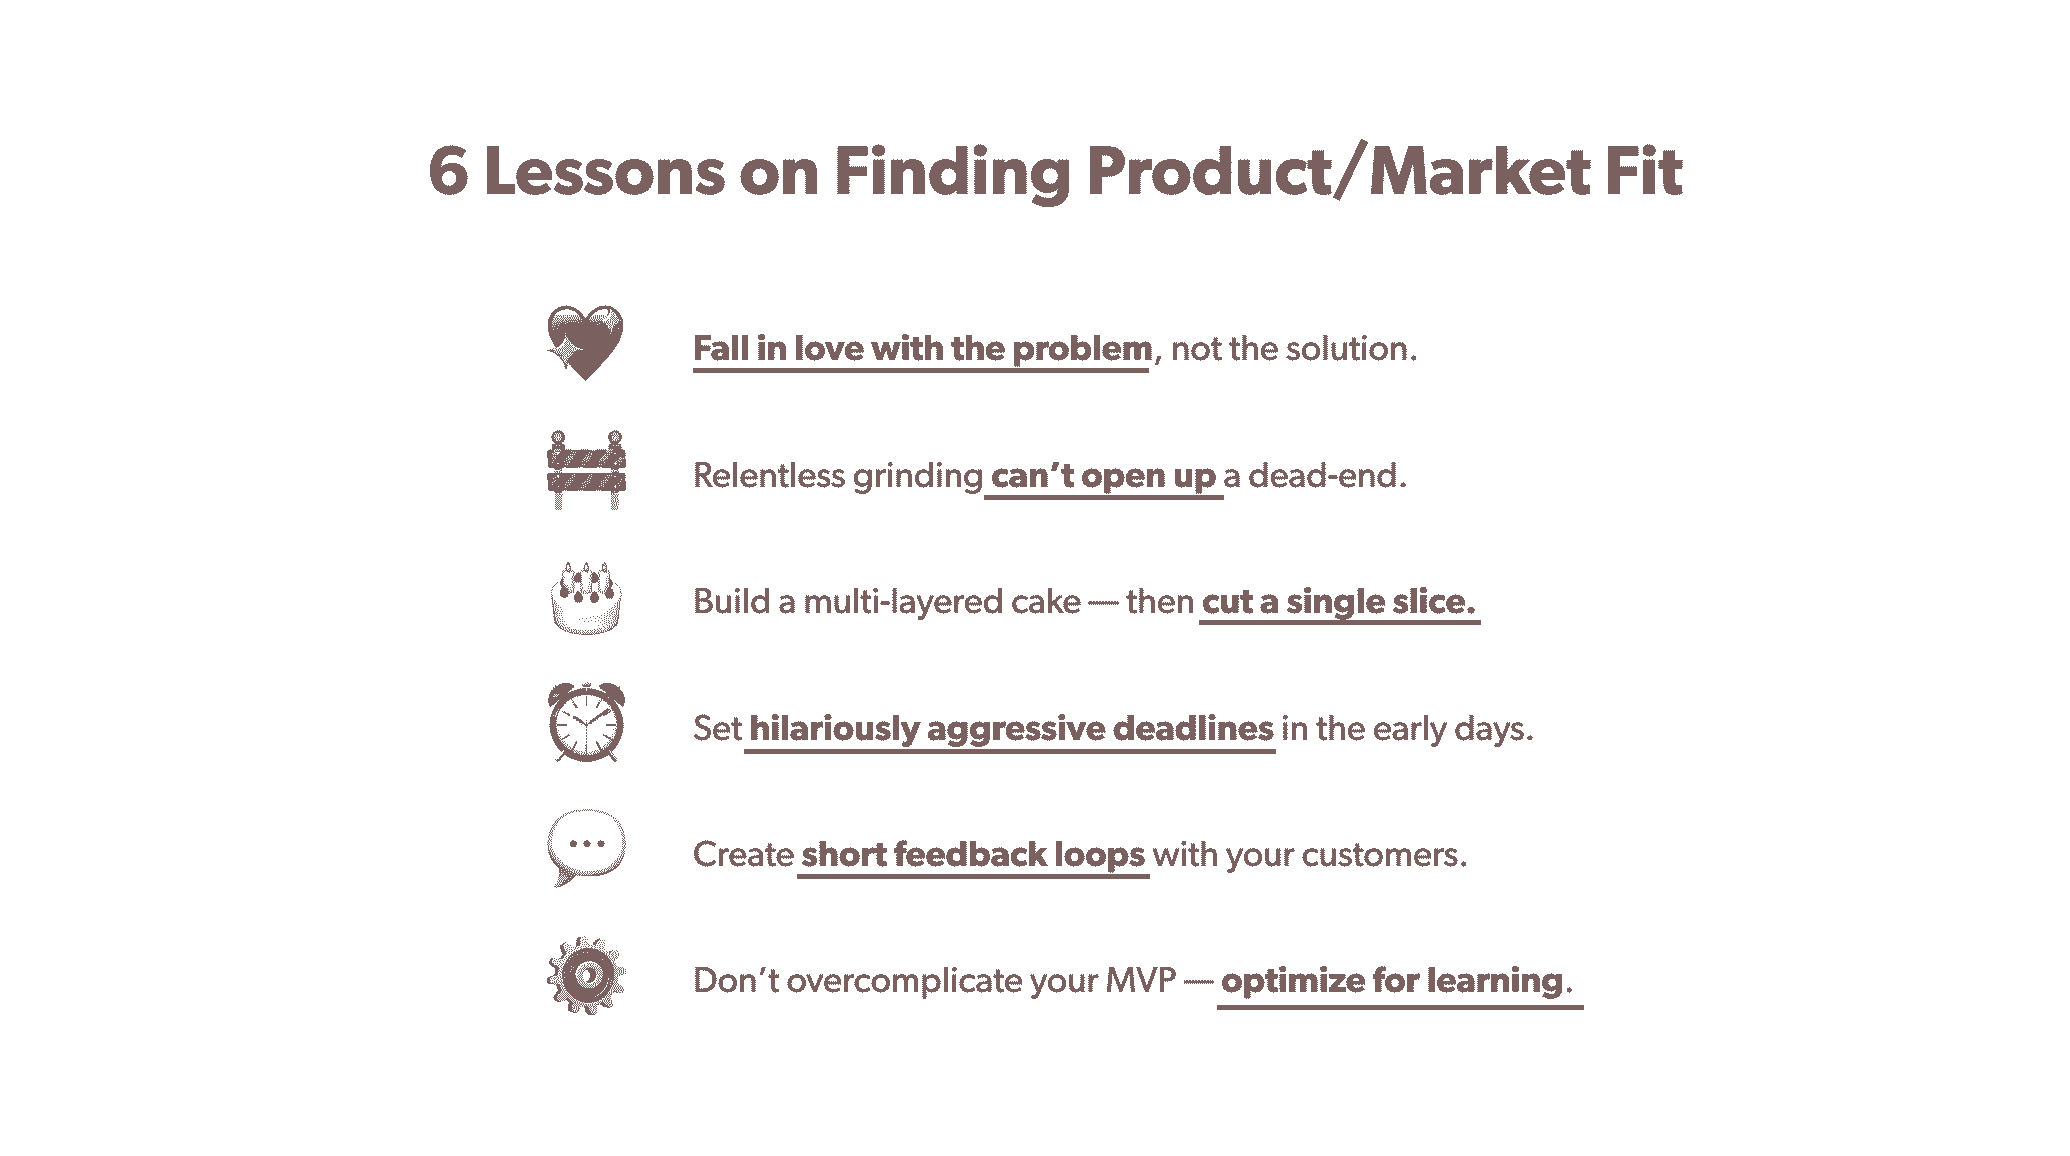 6 Lessons on Finding Product/Market Fit
Fall in love with the problem, not the solution.
Relentless grinding can’t open up a dead-end.
Build a multi-layered cake — then cut a single slice.
Set hilariously aggressive deadlines in the early days.
Create short feedback loops with your customers.
Don’t overcomplicate your MVP — optimize for learning.